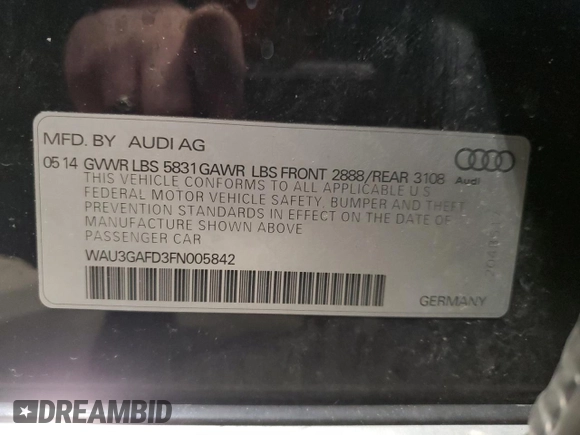 MFD. BY AUDI AG
0514 GVWR LBS 5831 GAWR LBS FRONT 2888/REAR 3108
Audi
THIS VEHICLE CONFORMS TO ALL APPLICABLE U S
FEDERAL MOTOR VEHICLE SAFETY, BUMPER AND THEFT
PREVENTION STANDARDS IN EFFECT ON THE DATE OF
MANUFACTURE SHOWN ABOVE
PASSENGER CAR
WAU3GAFD3FN005842
GERMANY
DREAMBID